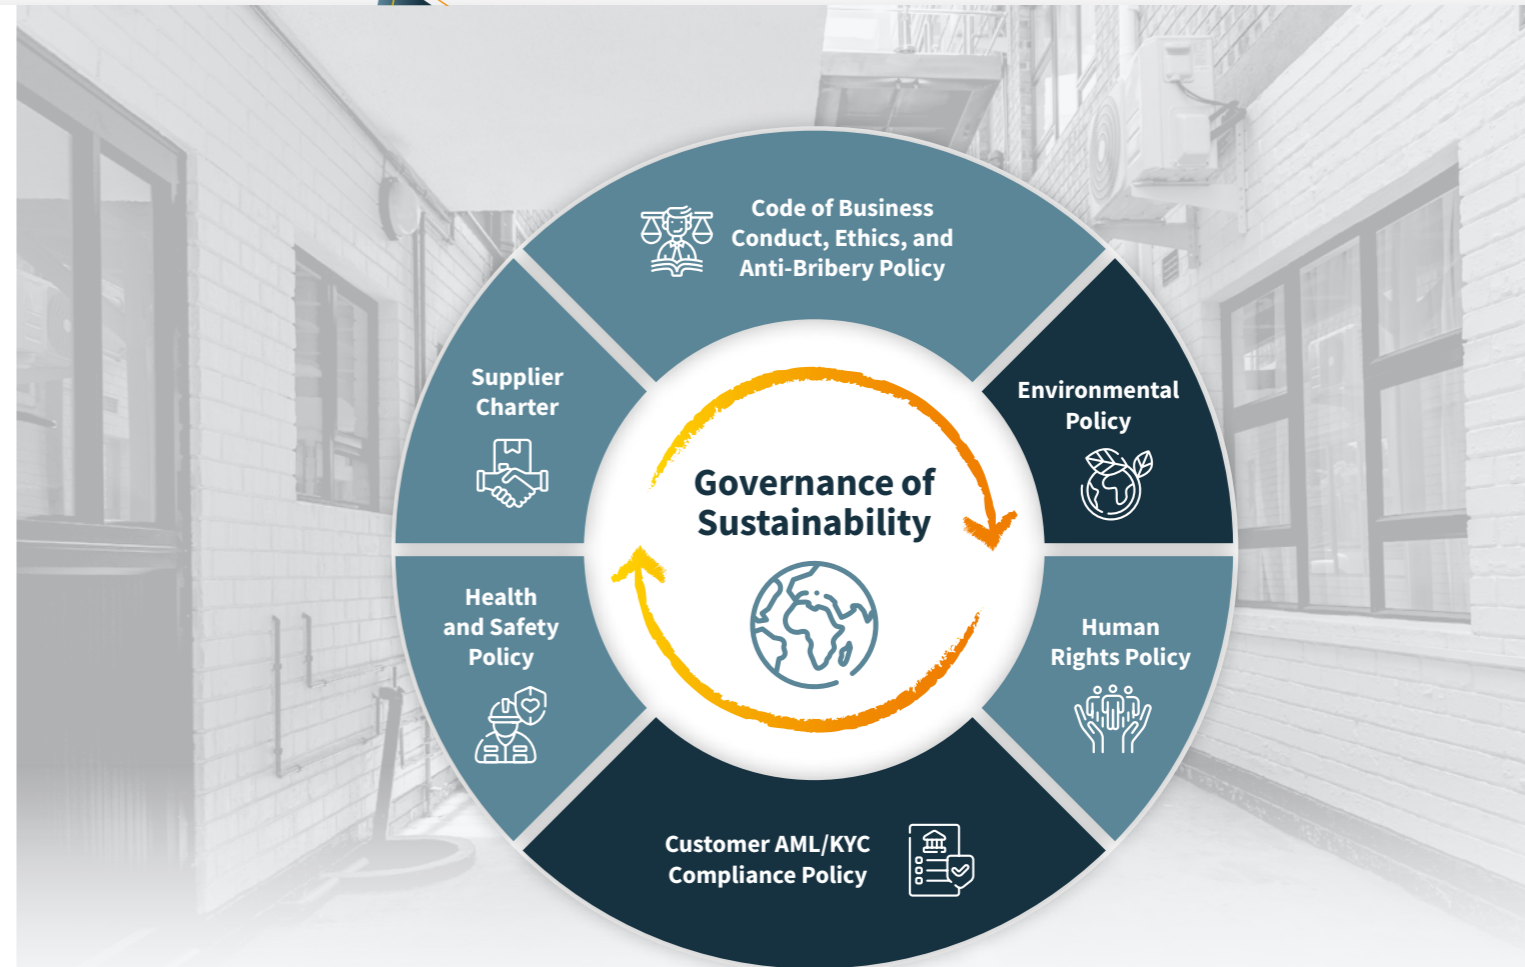 Code of Business
Conduct, Ethics, and
Anti-Bribery Policy
Environmental
Policy
Human
Rights Policy
Customer AML/KYC
Compliance Policy
Health
and Safety
Policy
Supplier
Charter
Governance of
Sustainability